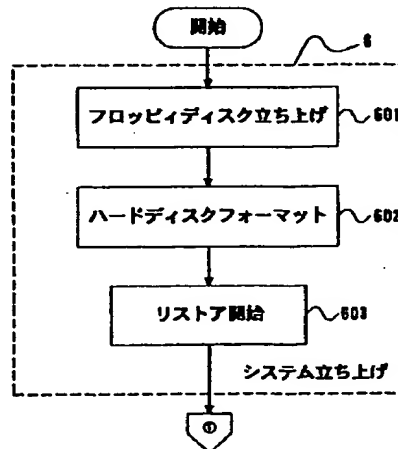 開始
6
フロッピィディスク立ち上げ
601
ハードディスクフォーマット
602
リストア開始
603
システム立ち上げ
①